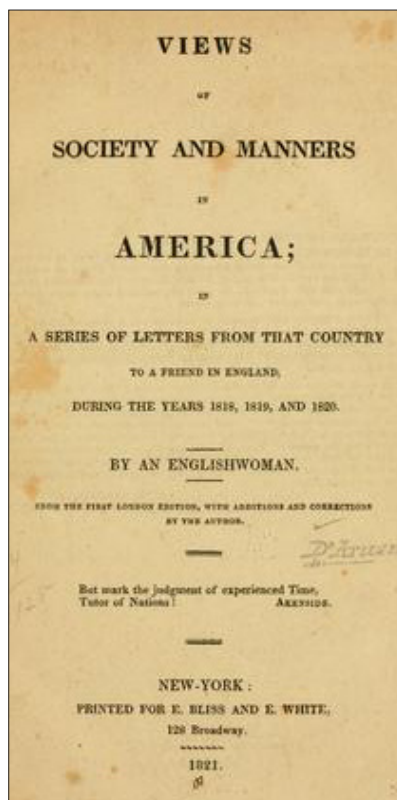 VIEWS
OF
SOCIETY AND MANNERS
IN
AMERICA;
IN
A SERIES OF LETTERS FROM THAT COUNTRY
TO A FRIEND IN ENGLAND,
DURING THE YEARS 1818, 1819, AND 1820.
BY AN ENGLISHWOMAN.
FROM THE FIRST LONDON EDITION, WITH ADDITIONS AND CORRECTIONS
BY THE AUTHOR.
But mark the judgment of experienced Time,
Tutor of Nations! AKENSIDE.
NEW-YORK:
PRINTED FOR E. BLISS AND E. WHITE,
128 Broadway.
1821.